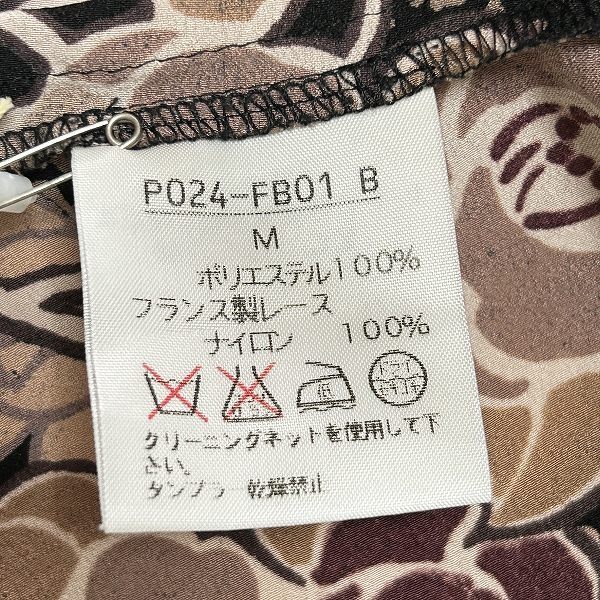 P024-FB01 B
M
ポリエステル100%
フランス製レース
ナイロン 100%
低 ドライ
クリーニングネットを使用して下
さい。
タンブラー乾燥禁止